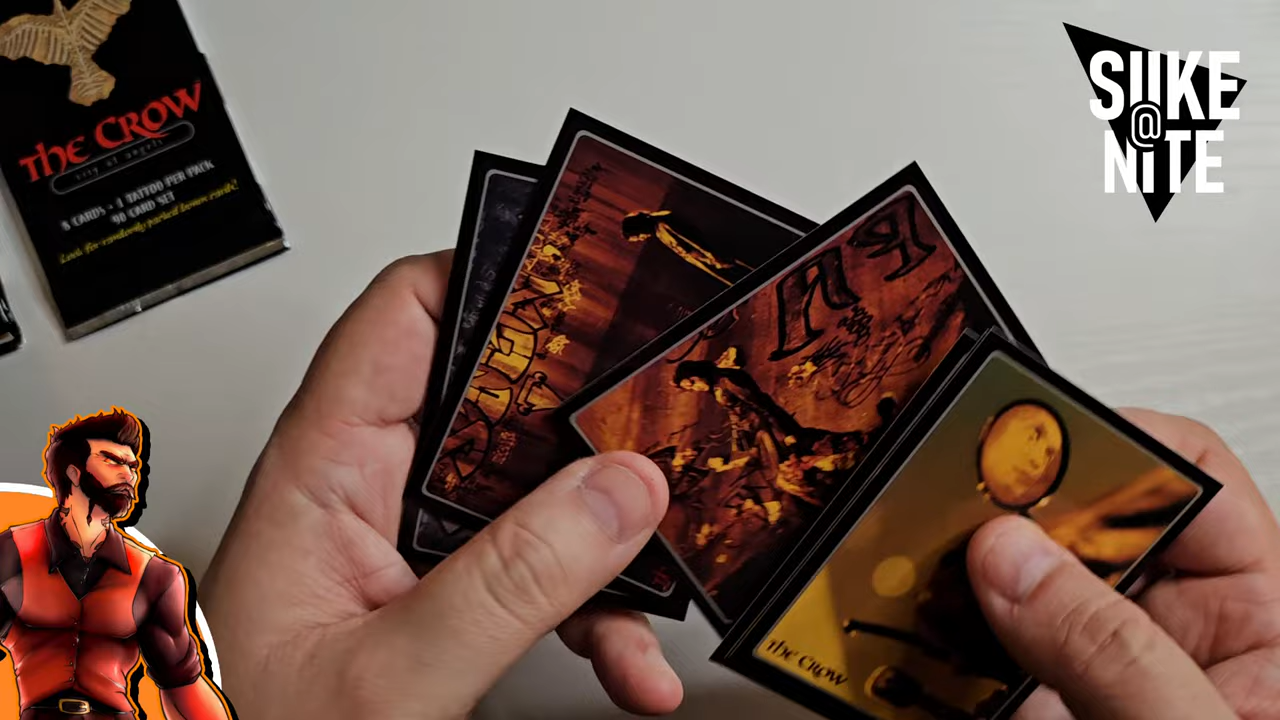 The Crow
city of angels
8 CARDS - 1 TATTOO PER PACK
90 CARD SET
Look for randomly packed bonus cards!
SUKE
@
NiTE
The Crow